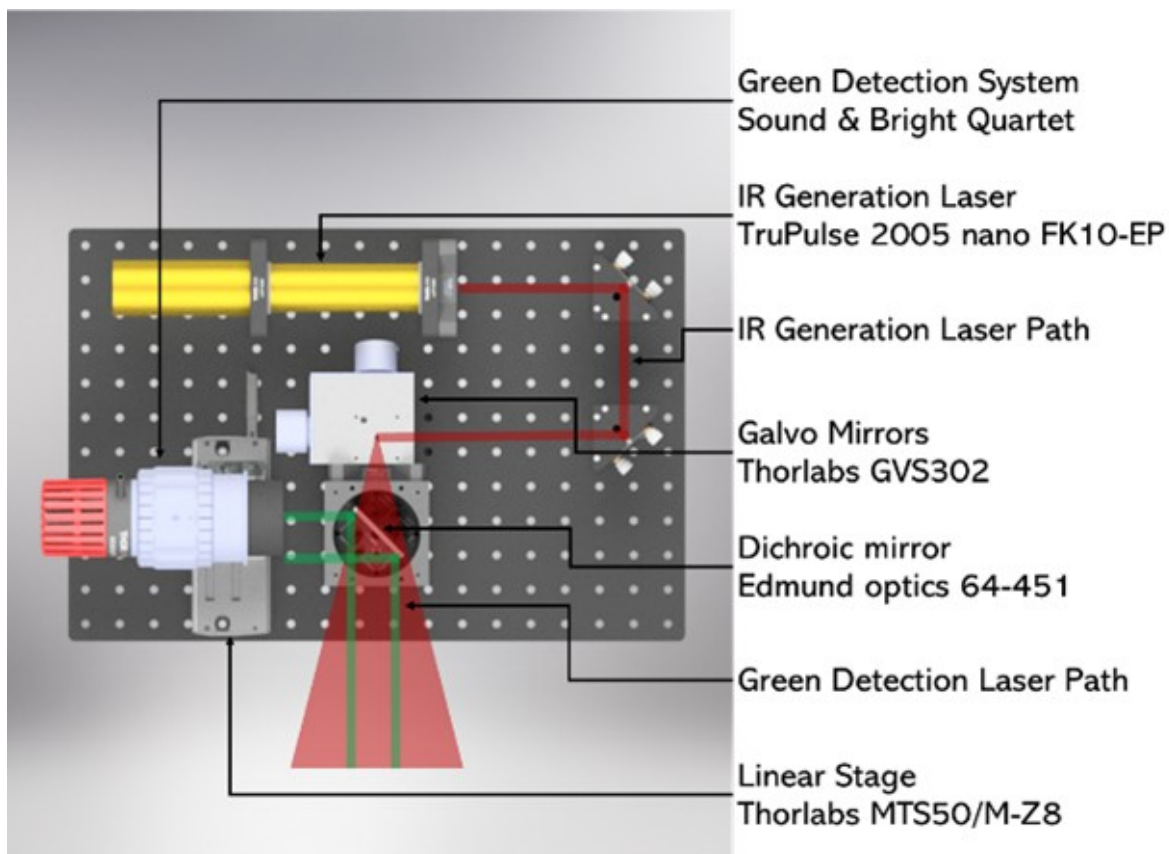 Green Detection System
Sound & Bright Quartet
IR Generation Laser
TruPulse 2005 nano FK10-EP
IR Generation Laser Path
Galvo Mirrors
Thorlabs GVS302
Dichroic mirror
Edmund optics 64-451
Green Detection Laser Path
Linear Stage
Thorlabs MTS50/M-Z8